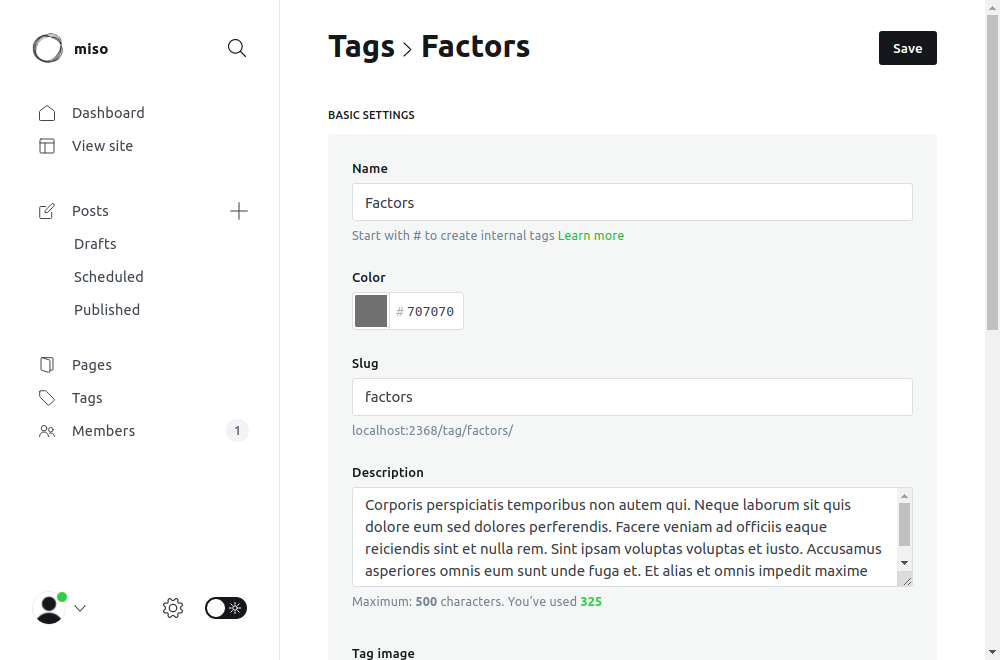 miso
Dashboard
View site
Posts
Drafts
Scheduled
Published
Pages
Tags
Members 1
Tags Factors
Save
BASIC SETTINGS
Name
Factors
Start with # to create internal tags Learn more
Color
# 707070
Slug
factors
localhost:2368/tag/factors/
Description
Corporis perspiciatis temporibus non autem qui. Neque laborum sit quis
dolore eum sed dolores perferendis. Facere veniam ad officiis eaque
reiciendis sint et nulla rem. Sint ipsam voluptas voluptas et iusto. Accusamus
asperiores omnis eum sunt unde fuga et. Et alias et omnis impedit maxime
Maximum: 500 characters. You’ve used 325
Tag image